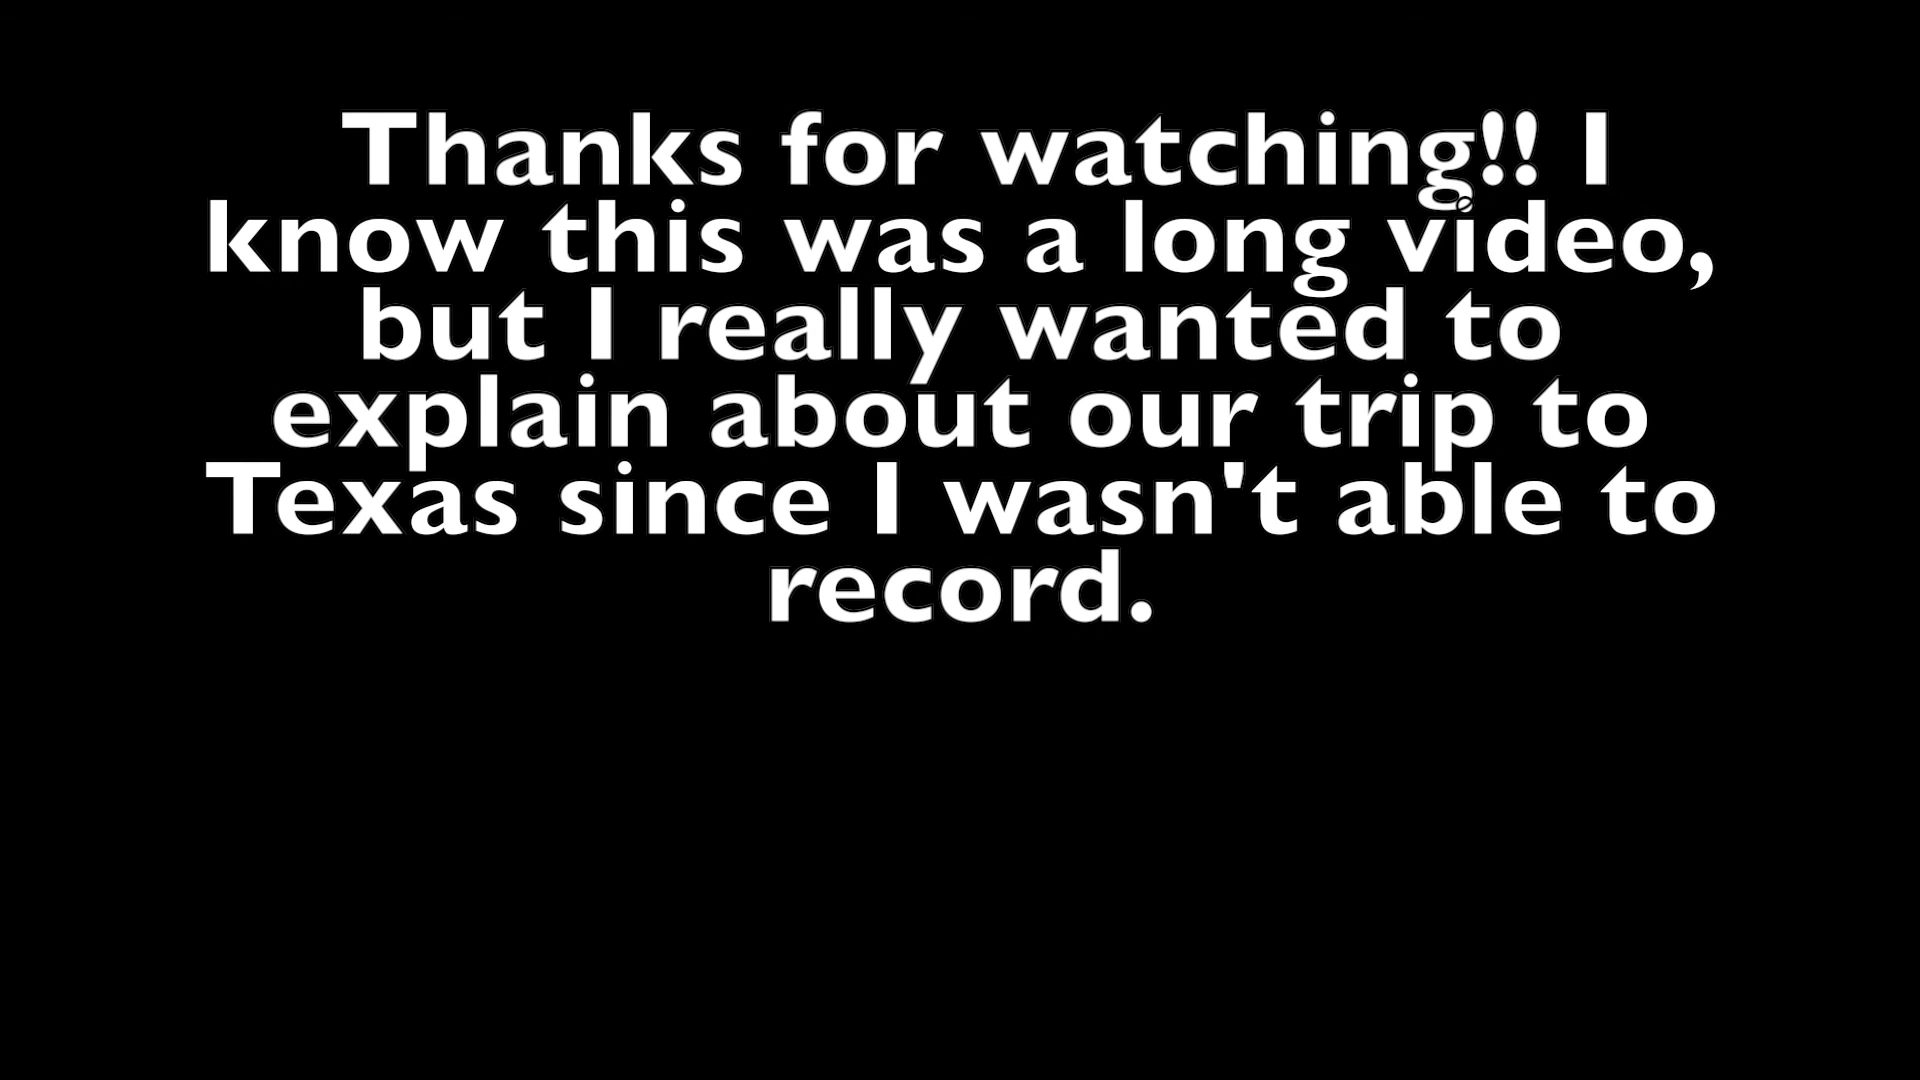 Thanks for watching!! I
know this was a long video,
but I really wanted to
explain about our trip to
Texas since I wasn't able to
record.